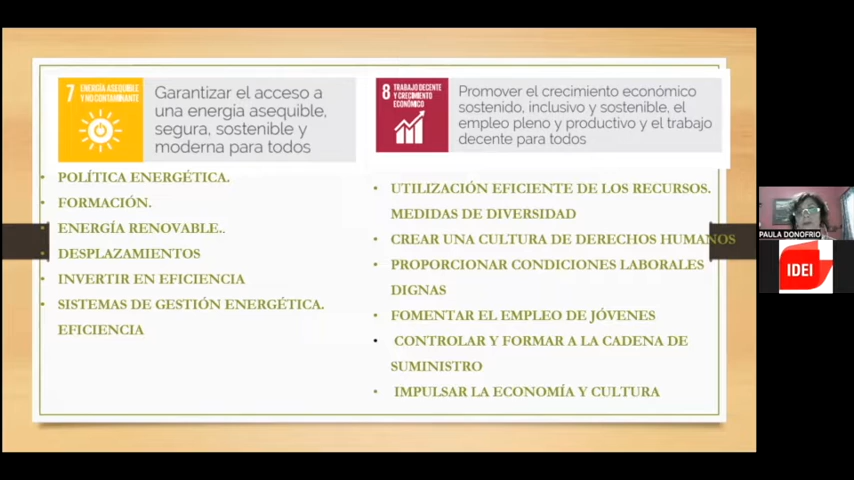 7 ENERGÍA ASEQUIBLE
Y NO CONTAMINANTE
Garantizar el acceso a
una energía asequible,
segura, sostenible y
moderna para todos
• POLÍTICA ENERGÉTICA.
• FORMACIÓN.
• ENERGÍA RENOVABLE..
• DESPLAZAMIENTOS
• INVERTIR EN EFICIENCIA
• SISTEMAS DE GESTIÓN ENERGÉTICA.
EFICIENCIA
8 TRABAJO DECENTE
Y CRECIMIENTO
ECONÓMICO
Promover el crecimiento económico
sostenido, inclusivo y sostenible, el
empleo pleno y productivo y el trabajo
decente para todos
• UTILIZACIÓN EFICIENTE DE LOS RECURSOS.
MEDIDAS DE DIVERSIDAD
• CREAR UNA CULTURA DE DERECHOS HUMANOS
• PROPORCIONAR CONDICIONES LABORALES
DIGNAS
• FOMENTAR EL EMPLEO DE JÓVENES
• CONTROLAR Y FORMAR A LA CADENA DE
SUMINISTRO
• IMPULSAR LA ECONOMÍA Y CULTURA
PAULA DONOFRIO
IDEI